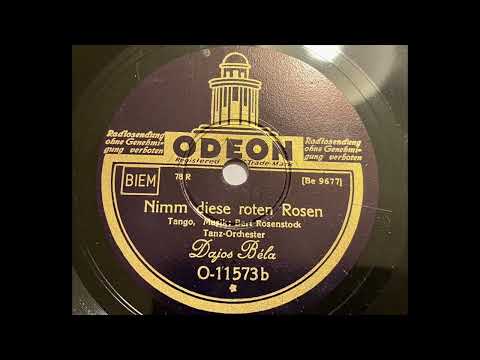 ODEON
Registered Trade-Mark
Radiosendung
ohne Genehmi-
gung verboten
Radiosendung
ohne Genehmi-
gung verboten
BIEM
78 R
[Be 9677]
Nimm diese roten Rosen
Tango, Musik: Bert Rosenstock
Tanz-Orchester
Dajos Béla
O-11573b